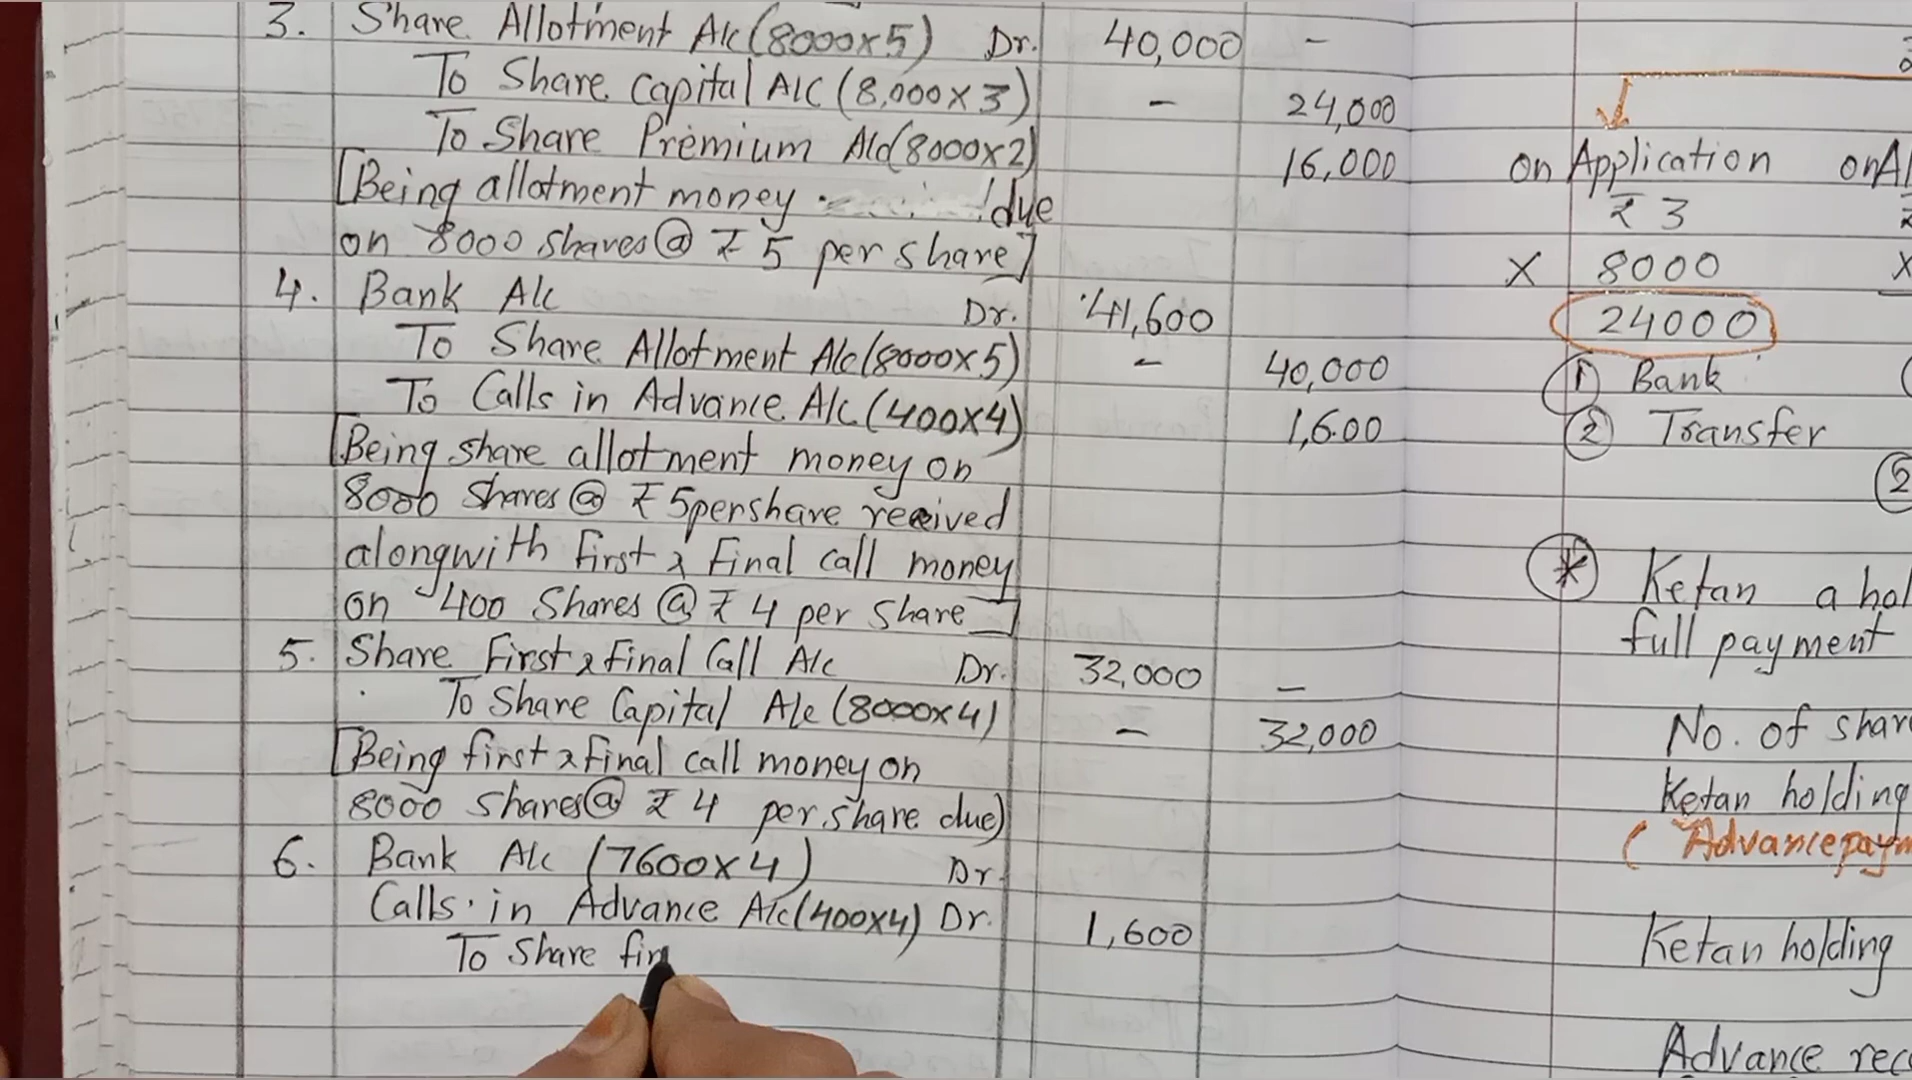 3. Share Allotment A/c (8000x5) Dr. 40,000 -
To Share Capital A/C (8,000 x 3) - 24,000
To Share Premium A/c (8000x2) 16,000
[Being allotment money due
on 8000 shares @ ₹ 5 per share]
4. Bank A/c Dr. 41,600
To Share Allotment A/c (8000x5) - 40,000
To Calls in Advance A/c (400x4) 1,600
[Being share allotment money on
8000 Shares @ ₹ 5 per share received
alongwith first & final call money
on 400 Shares @ ₹ 4 per Share]
5. Share First & Final Call A/c Dr. 32,000 -
To Share Capital A/c (8000x4) - 32,000
[Being first & final call money on
8000 shares @ ₹ 4 per share due)
6. Bank A/c (7600x4) Dr.
Calls in Advance A/c (400x4) Dr. 1,600
To Share fir
on Application onAl
₹ 3
X 8000 X
24000
① Bank
② Transfer
②
* Ketan a hol
full payment
No. of shar
Ketan holding
( Advance paym
Ketan holding
Advance rec